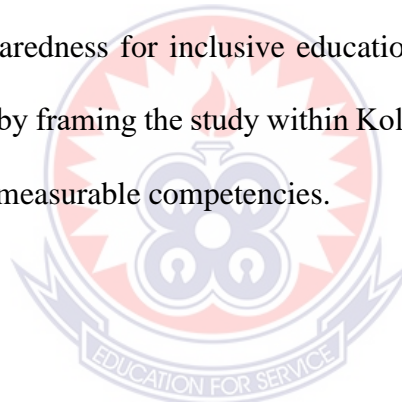 aredness for inclusive educatio
by framing the study within Kol
measurable competencies.
EDUCATION FOR SERVICE